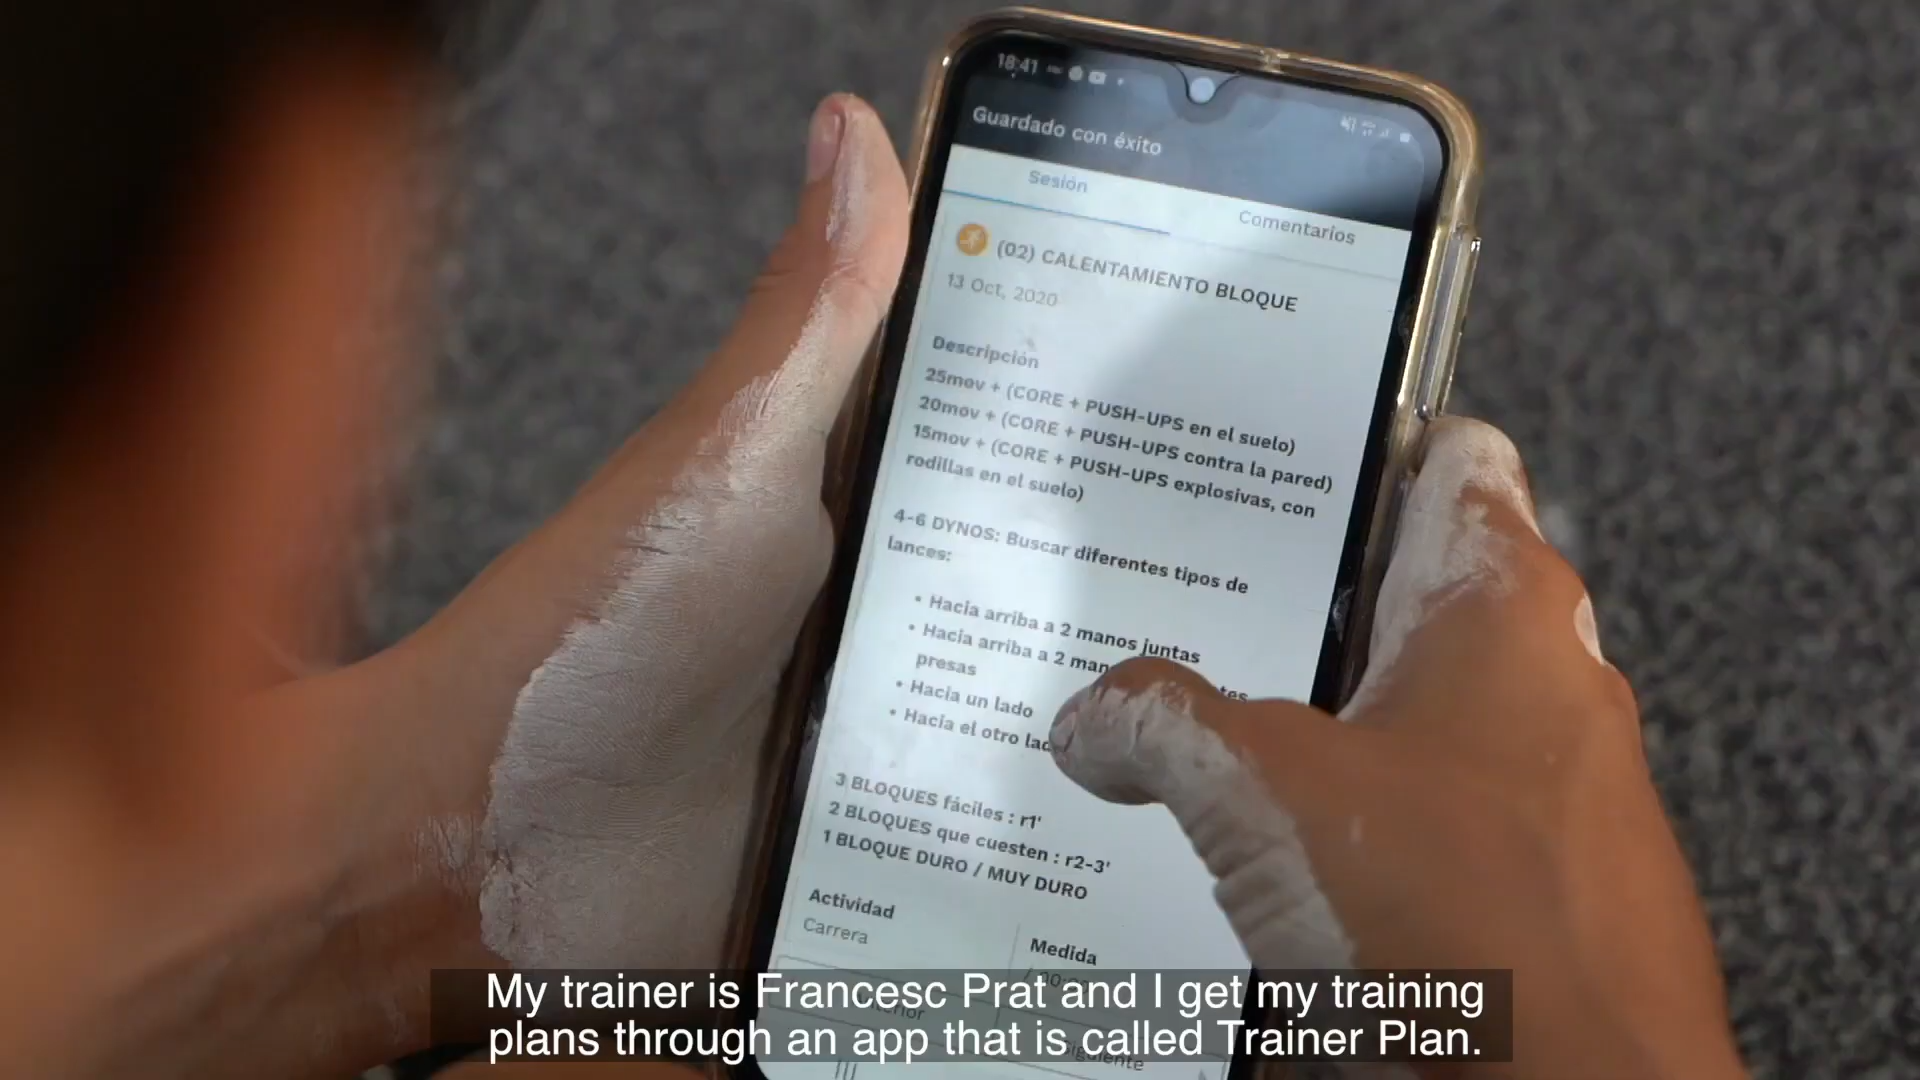 18:41
Guardado con éxito
Sesión
Comentarios
(02) CALENTAMIENTO BLOQUE
13 Oct, 2020
Descripción
25mov + (CORE + PUSH-UPS en el suelo)
20mov + (CORE + PUSH-UPS contra la pared)
15mov + (CORE + PUSH-UPS explosivas, con
rodillas en el suelo)
4-6 DYNOS: Buscar diferentes tipos de
lances:
• Hacia arriba a 2 manos juntas
• Hacia arriba a 2
presas
• Hacia un lado
• Hacia el otro
3 BLOQUES fáciles : r1'
2 BLOQUES que cuesten : r2-3'
1 BLOQUE DURO / MUY DURO
Actividad
Carrera
Medida
Siguiente
My trainer is Francesc Prat and I get my training
plans through an app that is called Trainer Plan.